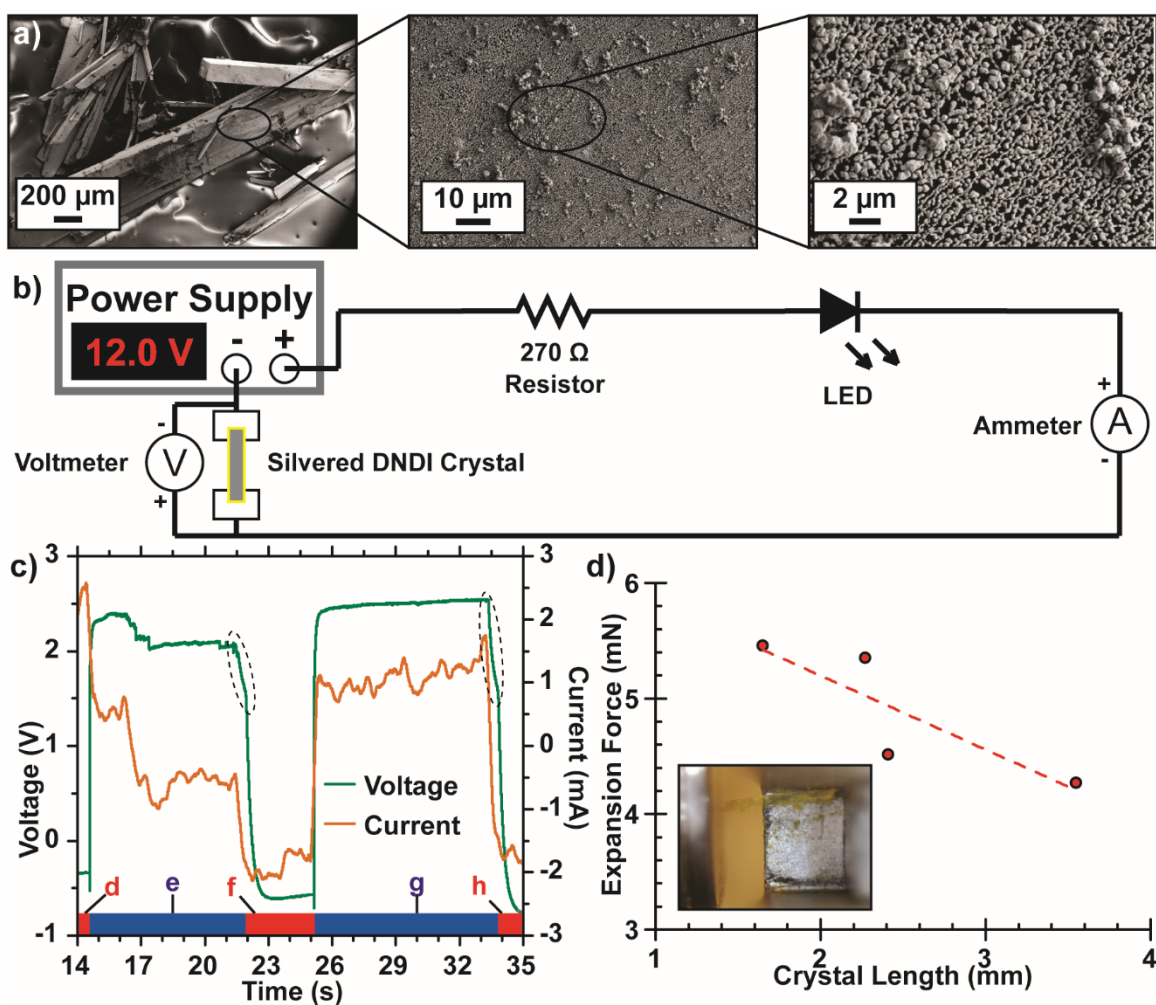 a)
200 µm
10 µm
2 µm
b)
Power Supply
12.0 V
- +
270 Ω
Resistor
LED
+
Ammeter
A
-
-
Voltmeter
V
+
Silvered DNDI Crystal
c)
3
2
1
0
-1
Voltage (V)
3
2
1
0
-1
-2
-3
Current (mA)
Voltage
Current
d
e
f
g
h
14 17 20 23 26 29 32 35
Time (s)
d)
6
5
4
3
Expansion Force (mN)
1 2 3 4
Crystal Length (mm)